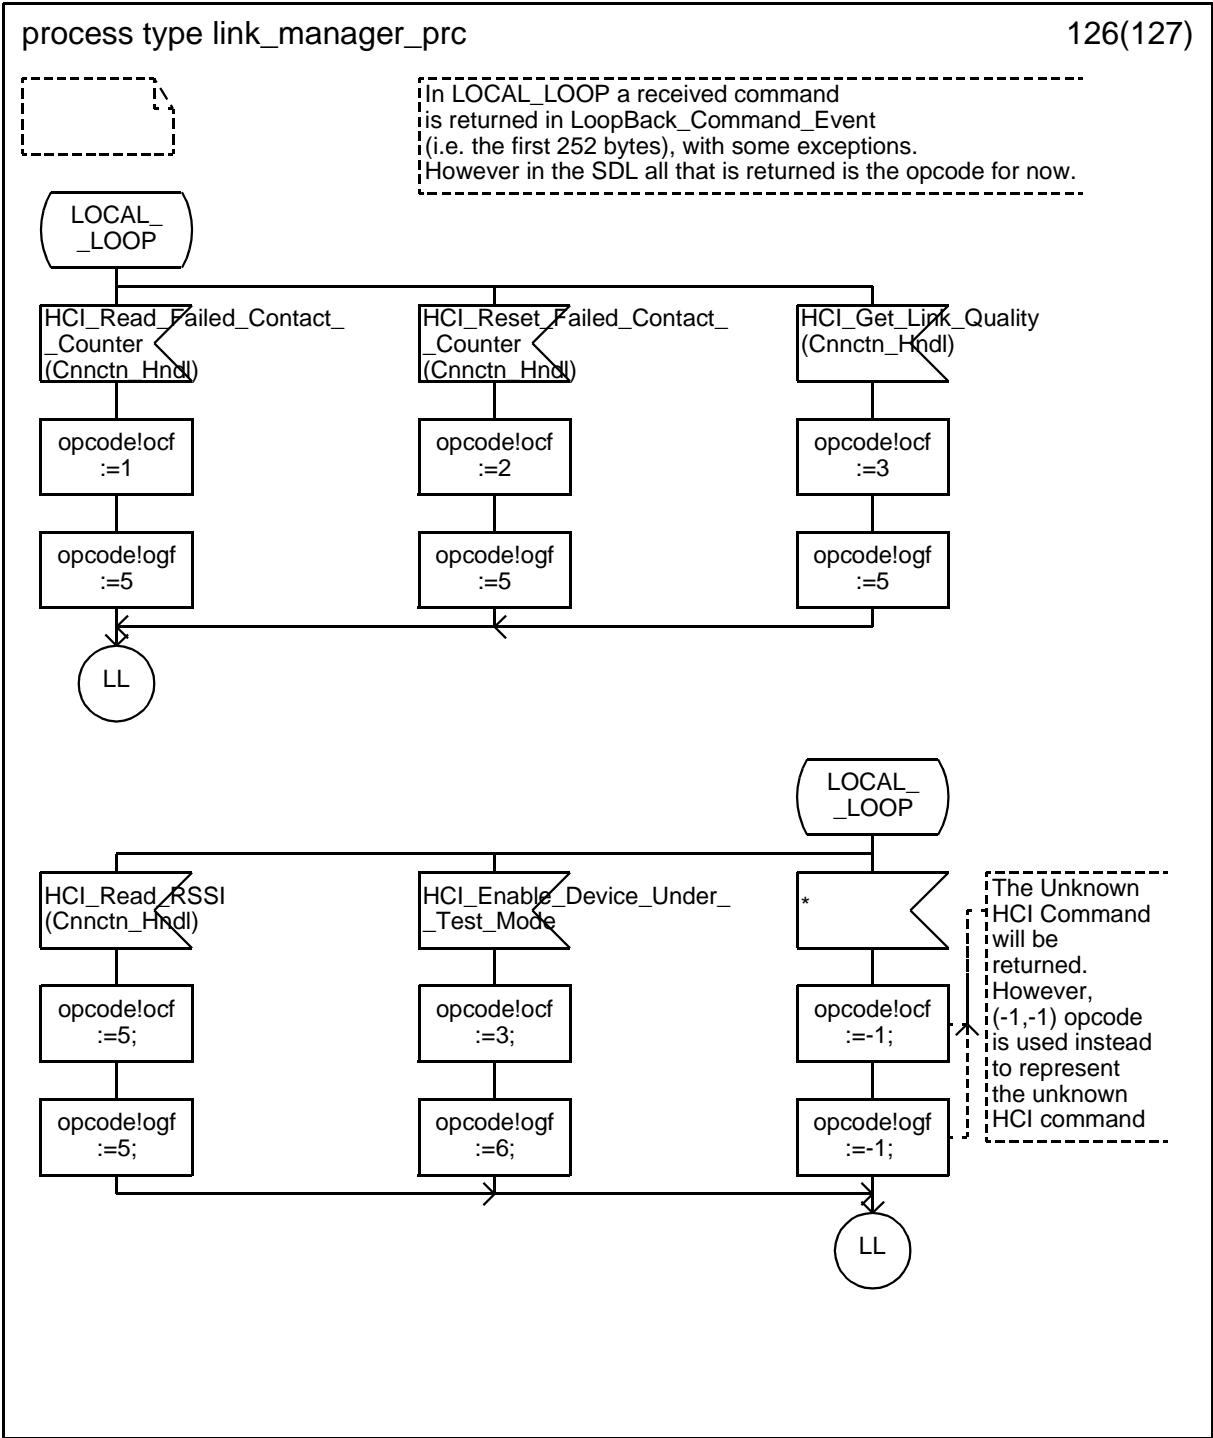 process type link_manager_prc
126(127)
In LOCAL_LOOP a received command
is returned in LoopBack_Command_Event
(i.e. the first 252 bytes), with some exceptions.
However in the SDL all that is returned is the opcode for now.
LOCAL_
_LOOP
HCI_Read_Failed_Contact_
_Counter
(Cnnctn_Hndl)
HCI_Reset_Failed_Contact_
_Counter
(Cnnctn_Hndl)
HCI_Get_Link_Quality
(Cnnctn_Hndl)
opcode!ocf
:=1
opcode!ocf
:=2
opcode!ocf
:=3
opcode!ogf
:=5
opcode!ogf
:=5
opcode!ogf
:=5
LL
LOCAL_
_LOOP
HCI_Read_RSSI
(Cnnctn_Hndl)
HCI_Enable_Device_Under_
_Test_Mode
*
The Unknown
HCI Command
will be
returned.
However,
(-1,-1) opcode
is used instead
to represent
the unknown
HCI command
opcode!ocf
:=5;
opcode!ocf
:=3;
opcode!ocf
:=-1;
opcode!ogf
:=5;
opcode!ogf
:=6;
opcode!ogf
:=-1;
LL